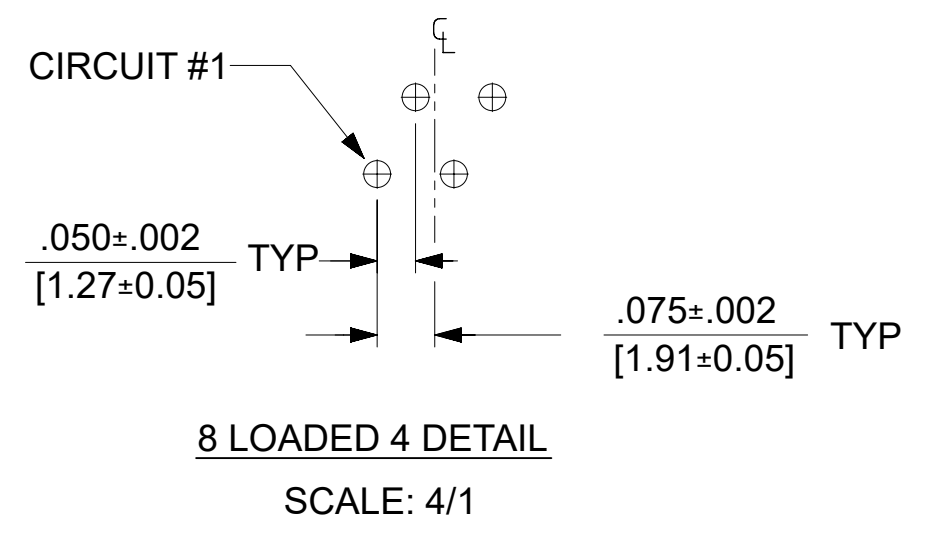 ℄
CIRCUIT #1
.050±.002
[1.27±0.05]
TYP
.075±.002
[1.91±0.05]
TYP
8 LOADED 4 DETAIL
SCALE: 4/1